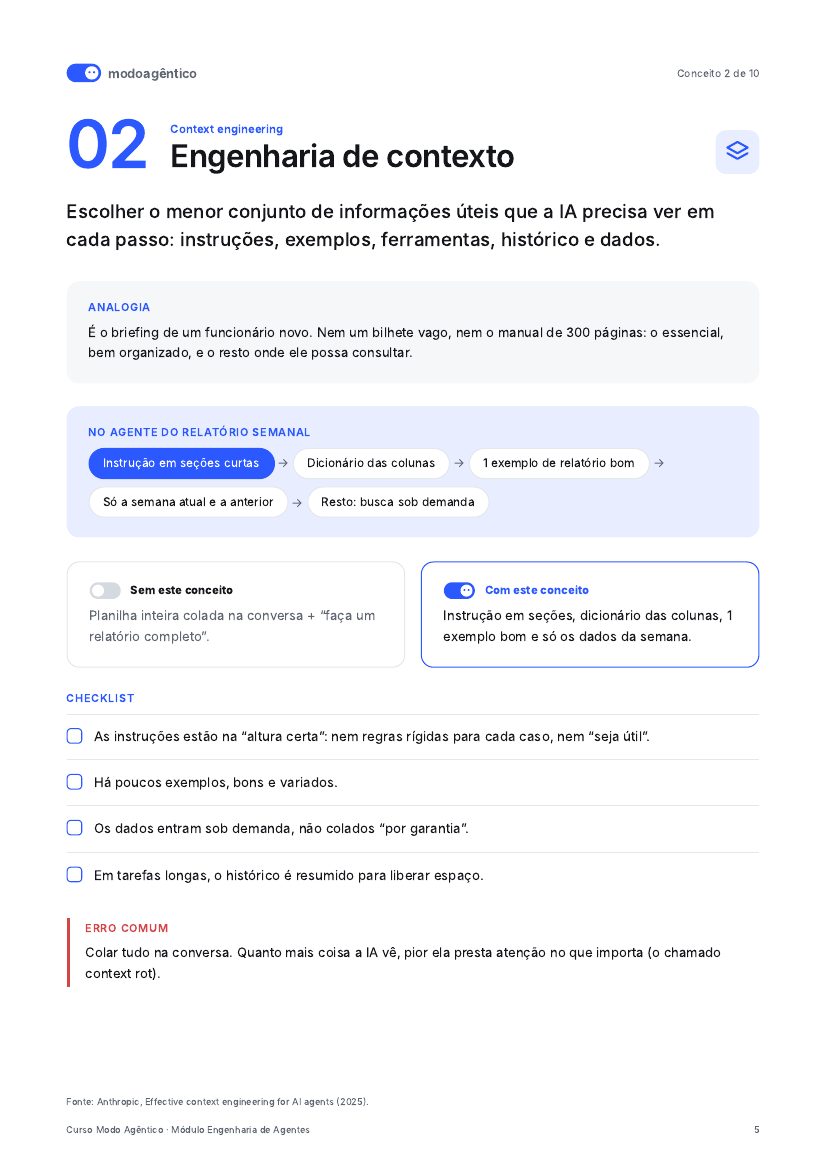 modoagêntico
Conceito 2 de 10
02
Context engineering
Engenharia de contexto
Escolher o menor conjunto de informações úteis que a IA precisa ver em
cada passo: instruções, exemplos, ferramentas, histórico e dados.
ANALOGIA
É o briefing de um funcionário novo. Nem um bilhete vago, nem o manual de 300 páginas: o essencial,
bem organizado, e o resto onde ele possa consultar.
NO AGENTE DO RELATÓRIO SEMANAL
Instrução em seções curtas → Dicionário das colunas → 1 exemplo de relatório bom →
Só a semana atual e a anterior → Resto: busca sob demanda
Sem este conceito
Planilha inteira colada na conversa + “faça um
relatório completo”.
Com este conceito
Instrução em seções, dicionário das colunas, 1
exemplo bom e só os dados da semana.
CHECKLIST
As instruções estão na “altura certa”: nem regras rígidas para cada caso, nem “seja útil”.
Há poucos exemplos, bons e variados.
Os dados entram sob demanda, não colados “por garantia”.
Em tarefas longas, o histórico é resumido para liberar espaço.
ERRO COMUM
Colar tudo na conversa. Quanto mais coisa a IA vê, pior ela presta atenção no que importa (o chamado
context rot).
Fonte: Anthropic, Effective context engineering for AI agents (2025).
Curso Modo Agêntico · Módulo Engenharia de Agentes
5